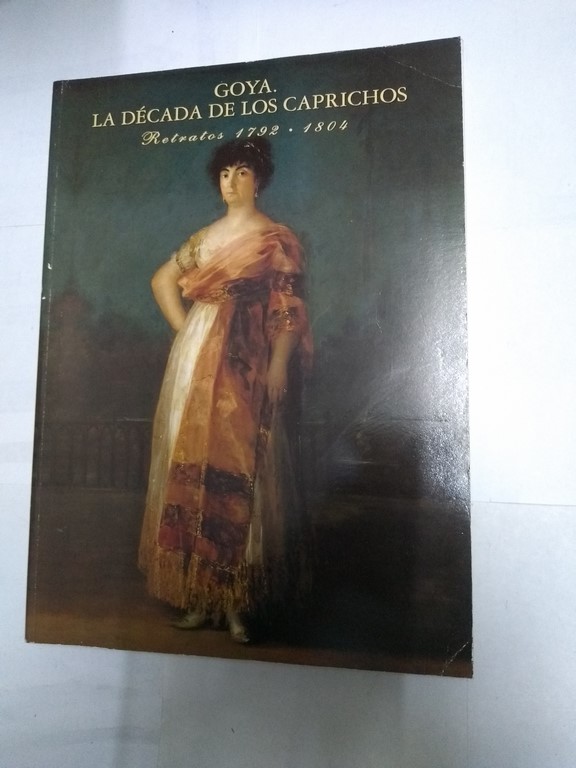 GOYA.
LA DÉCADA DE LOS CAPRICHOS
Retratos 1792 · 1804